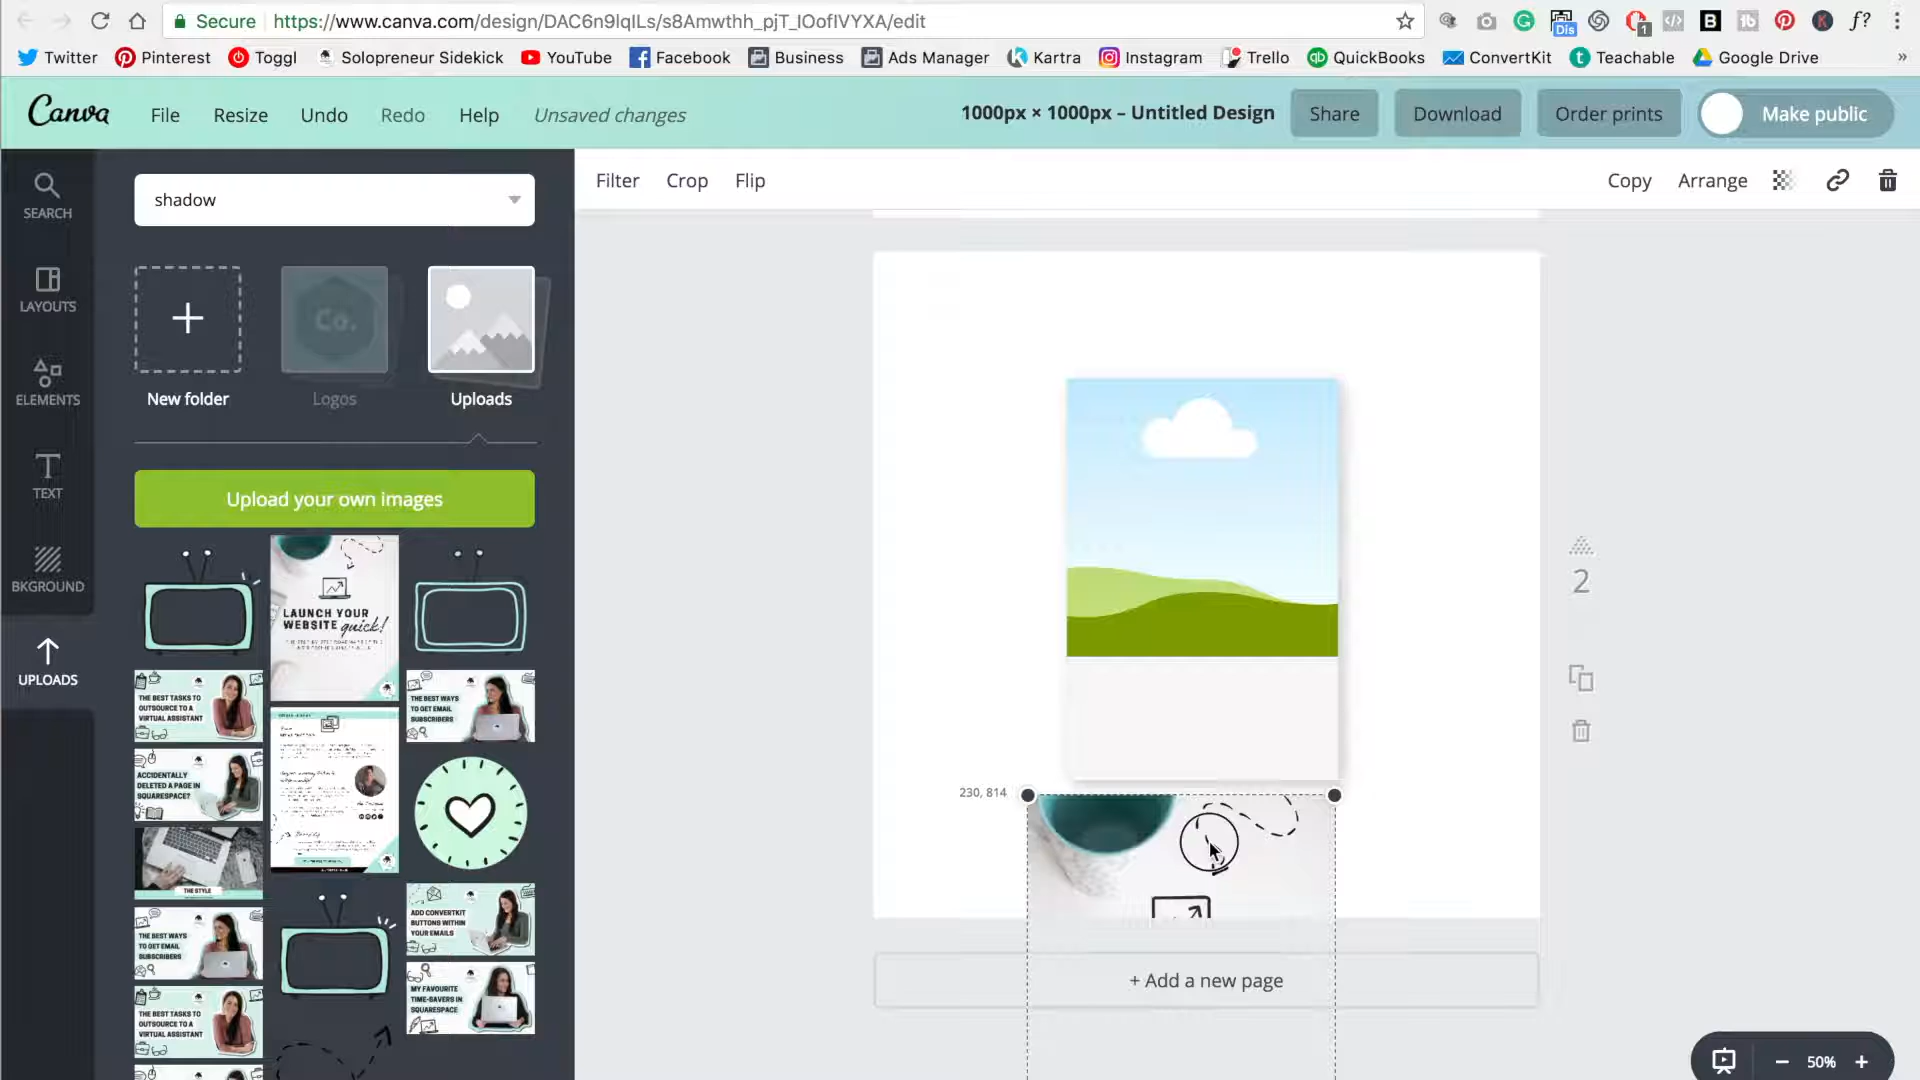 Secure
https://www.canva.com/design/DAC6n9lqILs/s8Amwthh_pjT_lOofIVYXA/edit
Dis
1
B
f?
Twitter
Pinterest
Toggl
Solopreneur Sidekick
YouTube
Facebook
Business
Ads Manager
Kartra
Instagram
Trello
QuickBooks
ConvertKit
Teachable
Google Drive
»
Canva
File
Resize
Undo
Redo
Help
Unsaved changes
1000px × 1000px – Untitled Design
Share
Download
Order prints
Make public
SEARCH
LAYOUTS
ELEMENTS
TEXT
BKGROUND
UPLOADS
shadow
Co.
New folder
Logos
Uploads
Upload your own images
LAUNCH YOUR
WEBSITE quick!
THE BEST TASKS TO
OUTSOURCE TO A
VIRTUAL ASSISTANT
THE BEST WAYS
TO GET EMAIL
SUBSCRIBERS
ACCIDENTALLY
DELETED A PAGE IN
SQUARESPACE?
THE STYLE
ADD CONVERTKIT
BUTTONS WITHIN
YOUR EMAILS
THE BEST WAYS
TO GET EMAIL
SUBSCRIBERS
MY FAVOURITE
TIME-SAVERS IN
SQUARESPACE
THE BEST TASKS TO
OUTSOURCE TO A
VIRTUAL ASSISTANT
Filter
Crop
Flip
Copy
Arrange
2
230, 814
+ Add a new page
50%